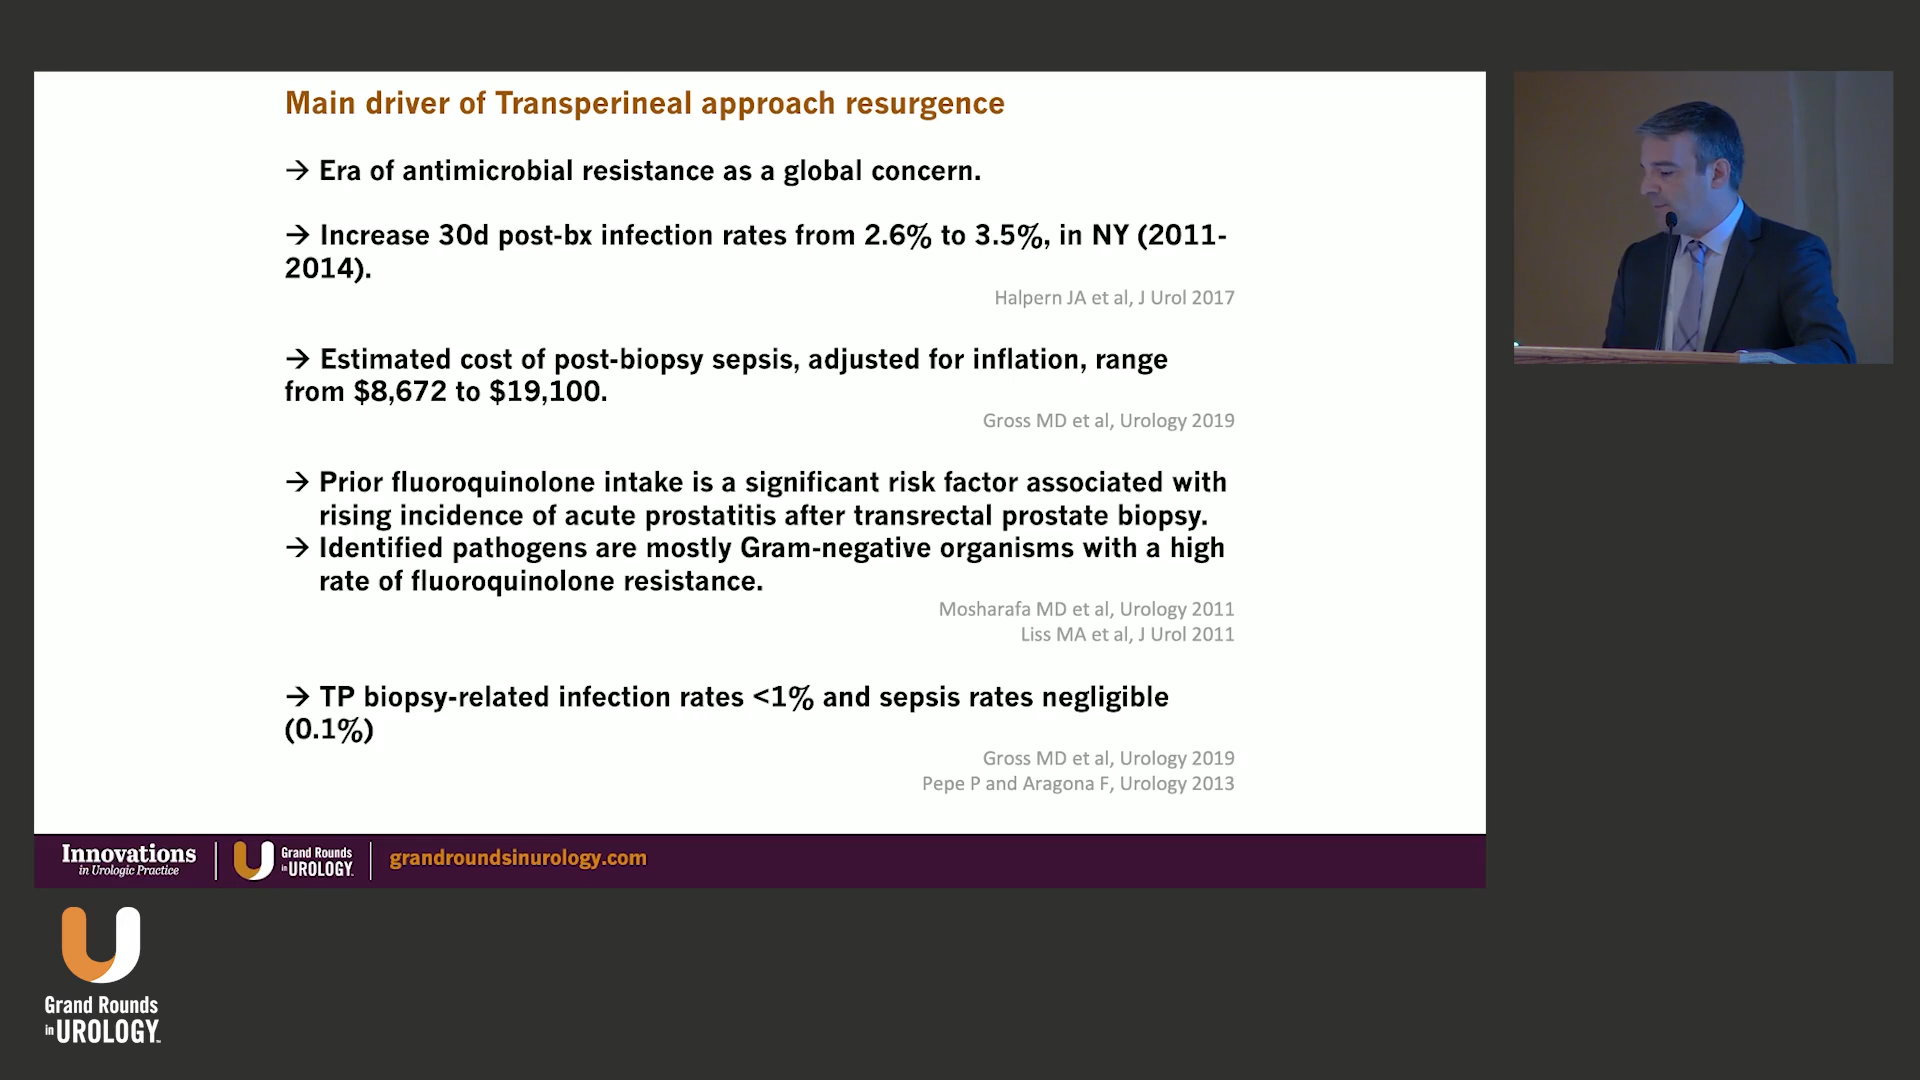 Main driver of Transperineal approach resurgence
→ Era of antimicrobial resistance as a global concern.
→ Increase 30d post-bx infection rates from 2.6% to 3.5%, in NY (2011-
2014).
Halpern JA et al, J Urol 2017
→ Estimated cost of post-biopsy sepsis, adjusted for inflation, range
from $8,672 to $19,100.
Gross MD et al, Urology 2019
→ Prior fluoroquinolone intake is a significant risk factor associated with
rising incidence of acute prostatitis after transrectal prostate biopsy.
→ Identified pathogens are mostly Gram-negative organisms with a high
rate of fluoroquinolone resistance.
Mosharafa MD et al, Urology 2011
Liss MA et al, J Urol 2011
→ TP biopsy-related infection rates <1% and sepsis rates negligible
(0.1%)
Gross MD et al, Urology 2019
Pepe P and Aragona F, Urology 2013
Innovations
in Urologic Practice
Grand Rounds
in UROLOGY.
grandroundsinurology.com
Grand Rounds
in UROLOGY™